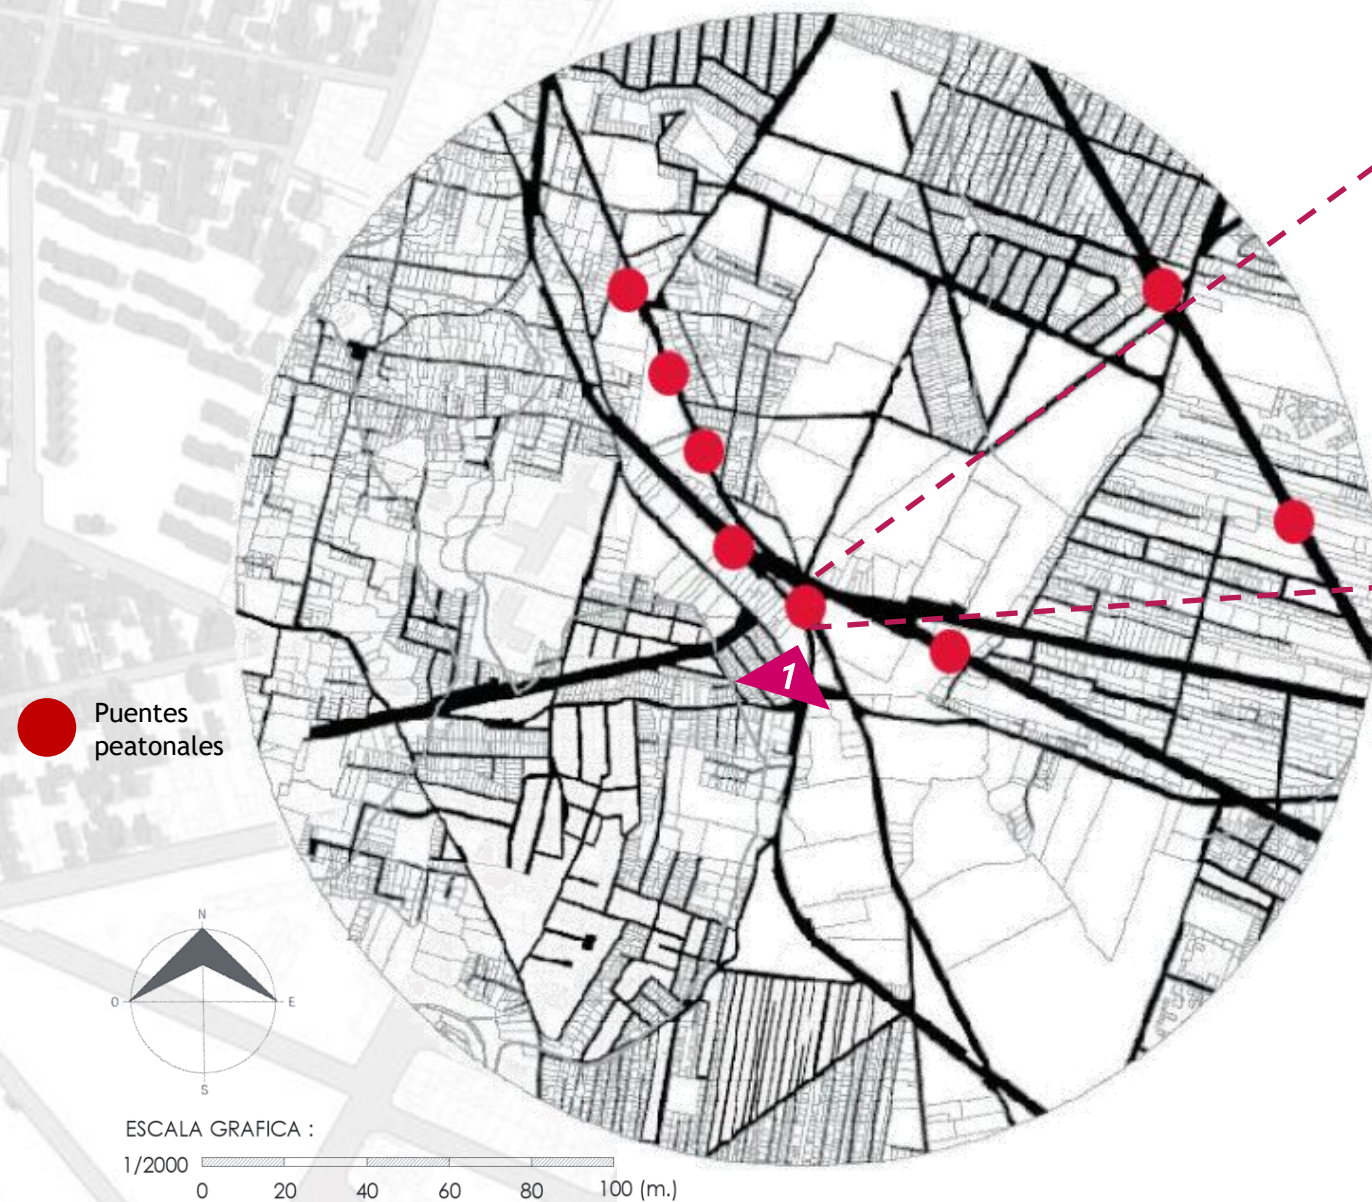 1
Puentes
peatonales
N
O
E
S
ESCALA GRAFICA :
1/2000
0 20 40 60 80 100 (m.)